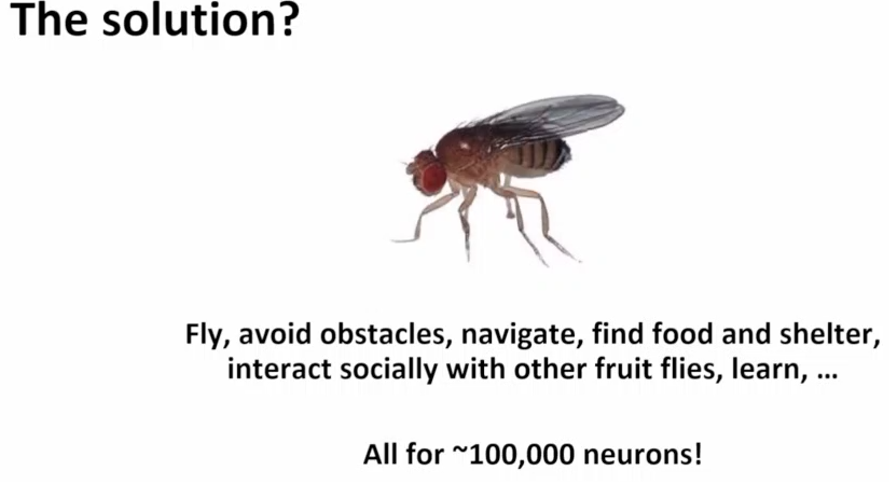 The solution?
Fly, avoid obstacles, navigate, find food and shelter,
interact socially with other fruit flies, learn, ...
All for ~100,000 neurons!